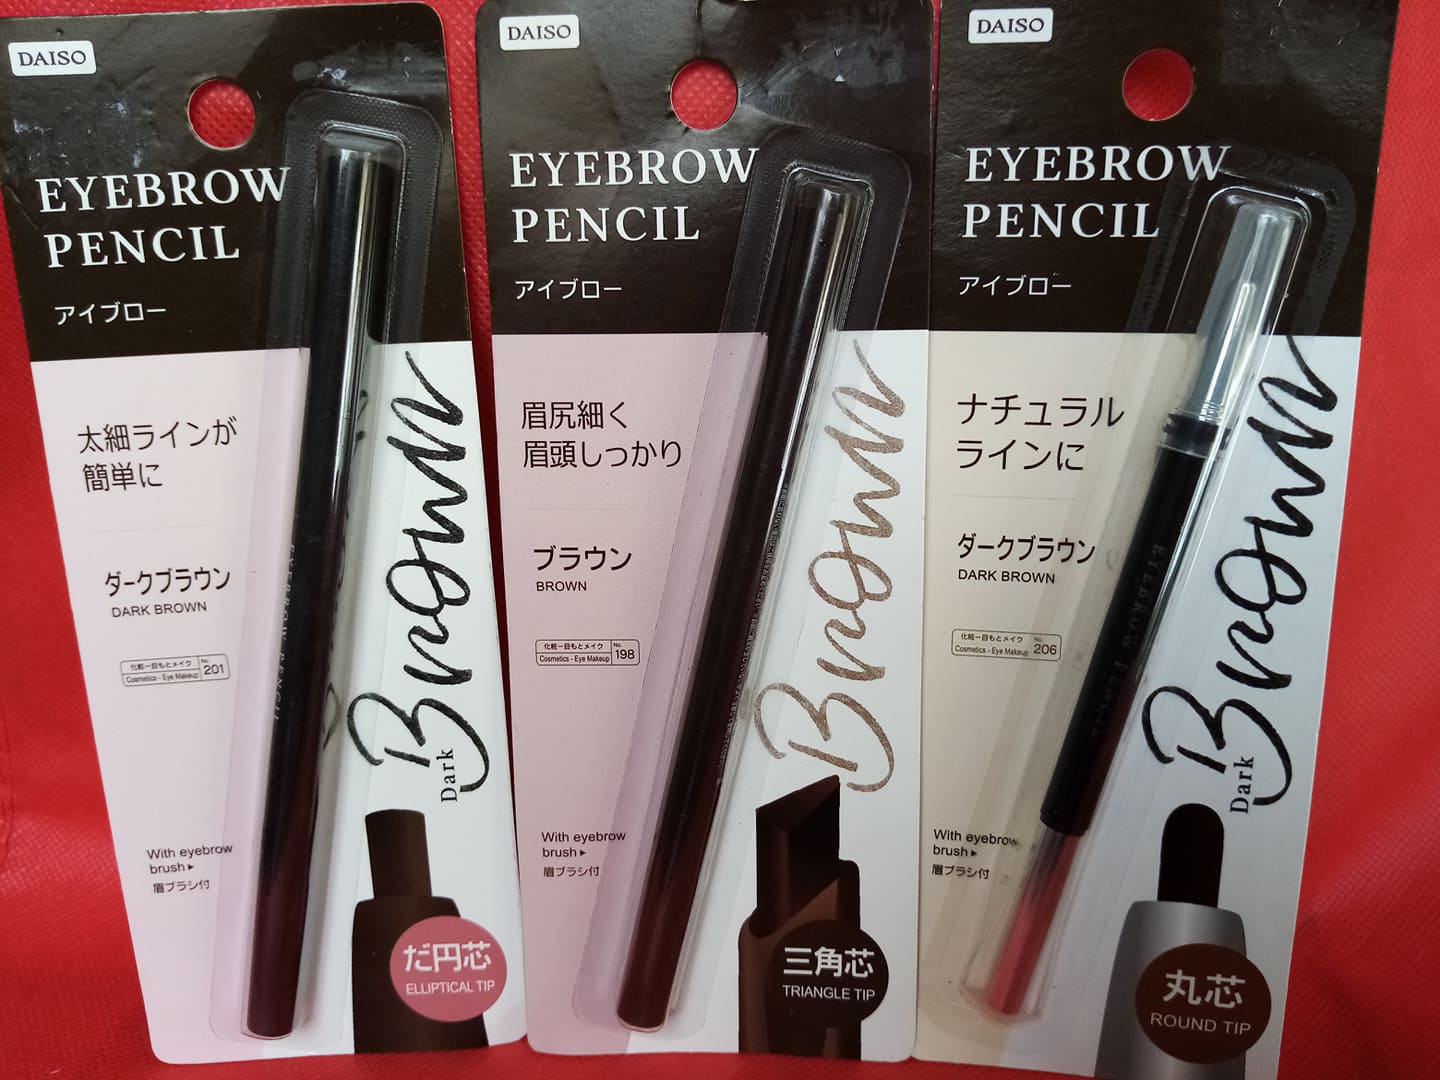 DAISO
EYEBROW
PENCIL
アイブロー
太細ラインが
簡単に
ダークブラウン
DARK BROWN
化粧ー目もとメイク
Cosmetics - Eye Makeup
No.
201
With eyebrow
brush ▸
眉ブラシ付
EYEBROW PENCIL
Dark
Brown
だ円芯
ELLIPTICAL TIP
DAISO
EYEBROW
PENCIL
アイブロー
眉尻細く
眉頭しっかり
ブラウン
BROWN
化粧ー目もとメイク
Cosmetics - Eye Makeup
No.
198
With eyebrow
brush ▸
眉ブラシ付
Brown
三角芯
TRIANGLE TIP
DAISO
EYEBROW
PENCIL
アイブロー
ナチュラル
ラインに
ダークブラウン
DARK BROWN
化粧ー目もとメイク
Cosmetics - Eye Makeup
No.
206
With eyebrow
brush ▸
眉ブラシ付
EYEBROW PENCIL
Dark
Brown
丸芯
ROUND TIP